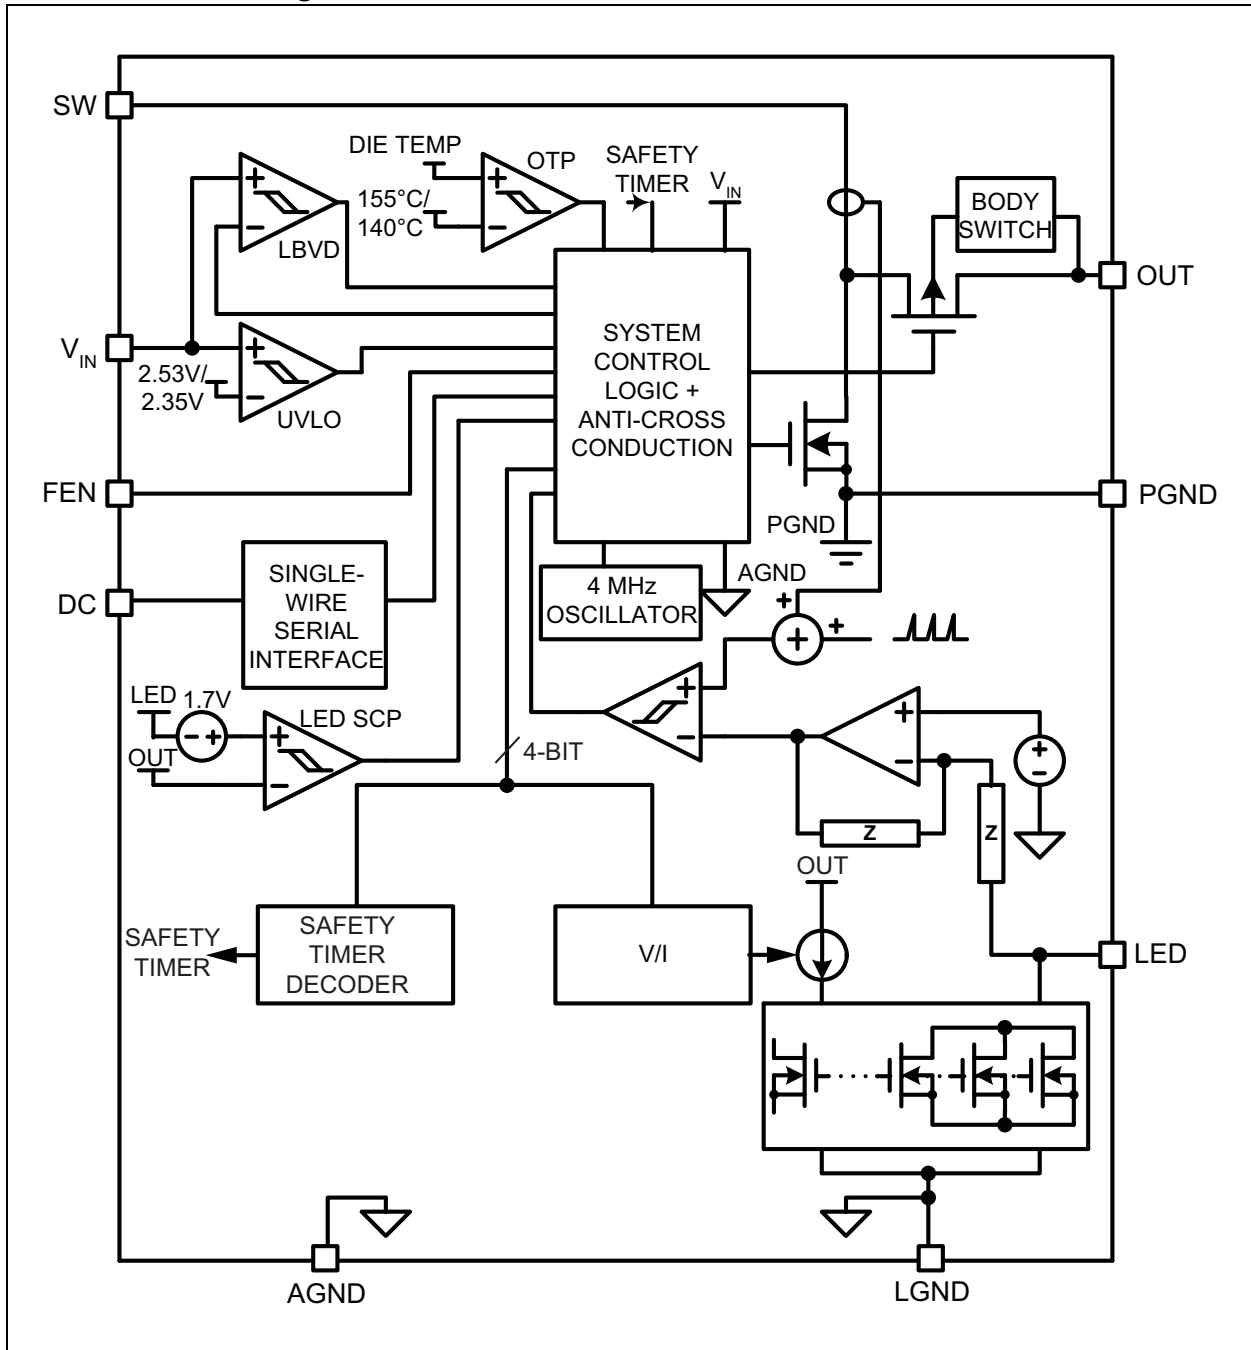 SW
DIE TEMP
OTP
SAFETY
TIMER
V_IN
155°C/
140°C
+
−
+
−
LBVD
BODY
SWITCH
OUT
V_IN
2.53V/
2.35V
+
−
UVLO
SYSTEM
CONTROL
LOGIC +
ANTI-CROSS
CONDUCTION
FEN
PGND
PGND
DC
SINGLE-
WIRE
SERIAL
INTERFACE
4 MHz
OSCILLATOR
AGND
+
+
+
LED
1.7V
− +
OUT
LED SCP
+
−
4-BIT
+
−
+
−
+
−
Z
Z
OUT
SAFETY
TIMER
SAFETY
TIMER
DECODER
V/I
LED
AGND
LGND